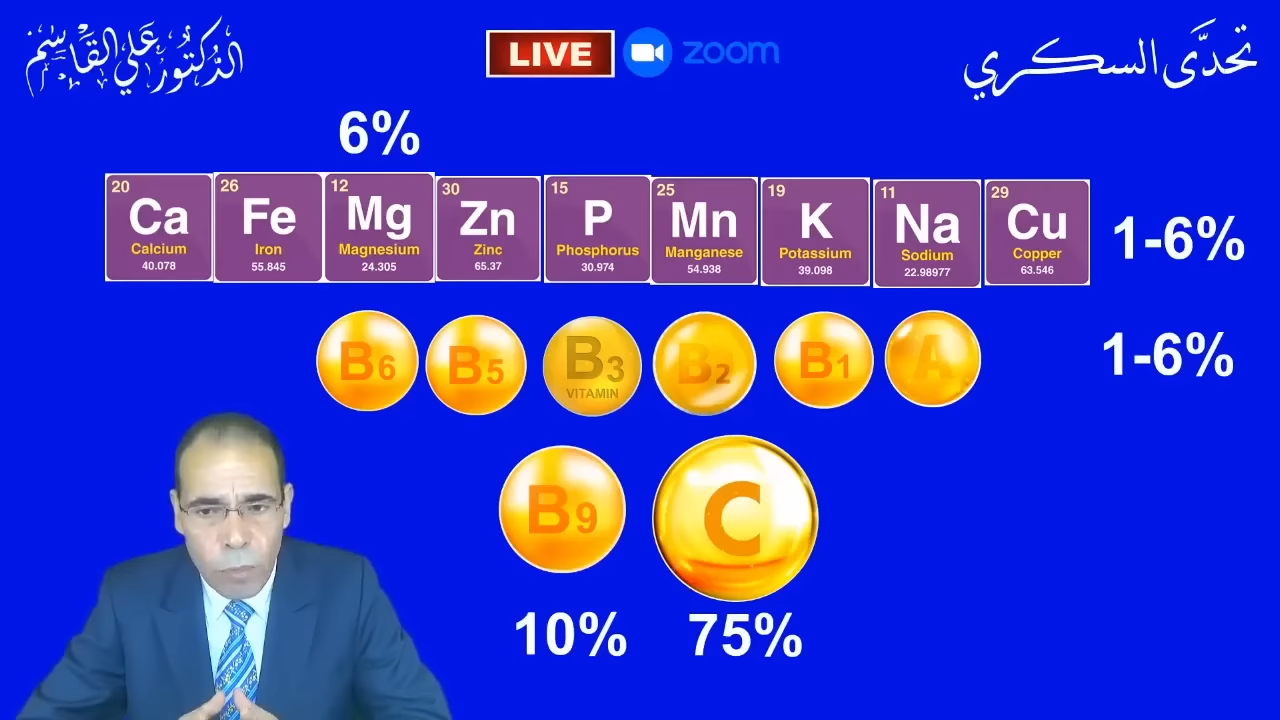 الدكتور علي القاسم
LIVE zoom
تحدى السكري
6%
20 26 12 30 15 25 19 11 29
Ca Fe Mg Zn P Mn K Na Cu
Calcium Iron Magnesium Zinc Phosphorus Manganese Potassium Sodium Copper
40.078 55.845 24.305 65.37 30.974 54.938 39.098 22.98977 63.546
1-6%
B6 B5 B3 B2 B1 A
VITAMIN
1-6%
B9 C
10% 75%